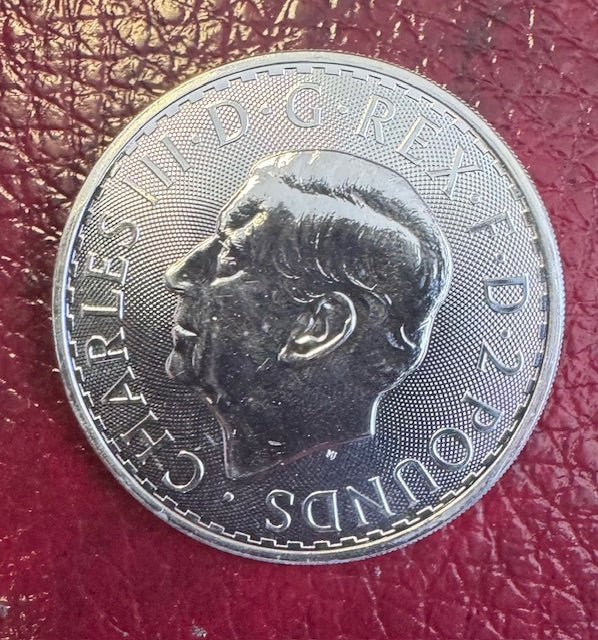 CHARLES III · D · G · REX · F · D · 2 POUNDS ·